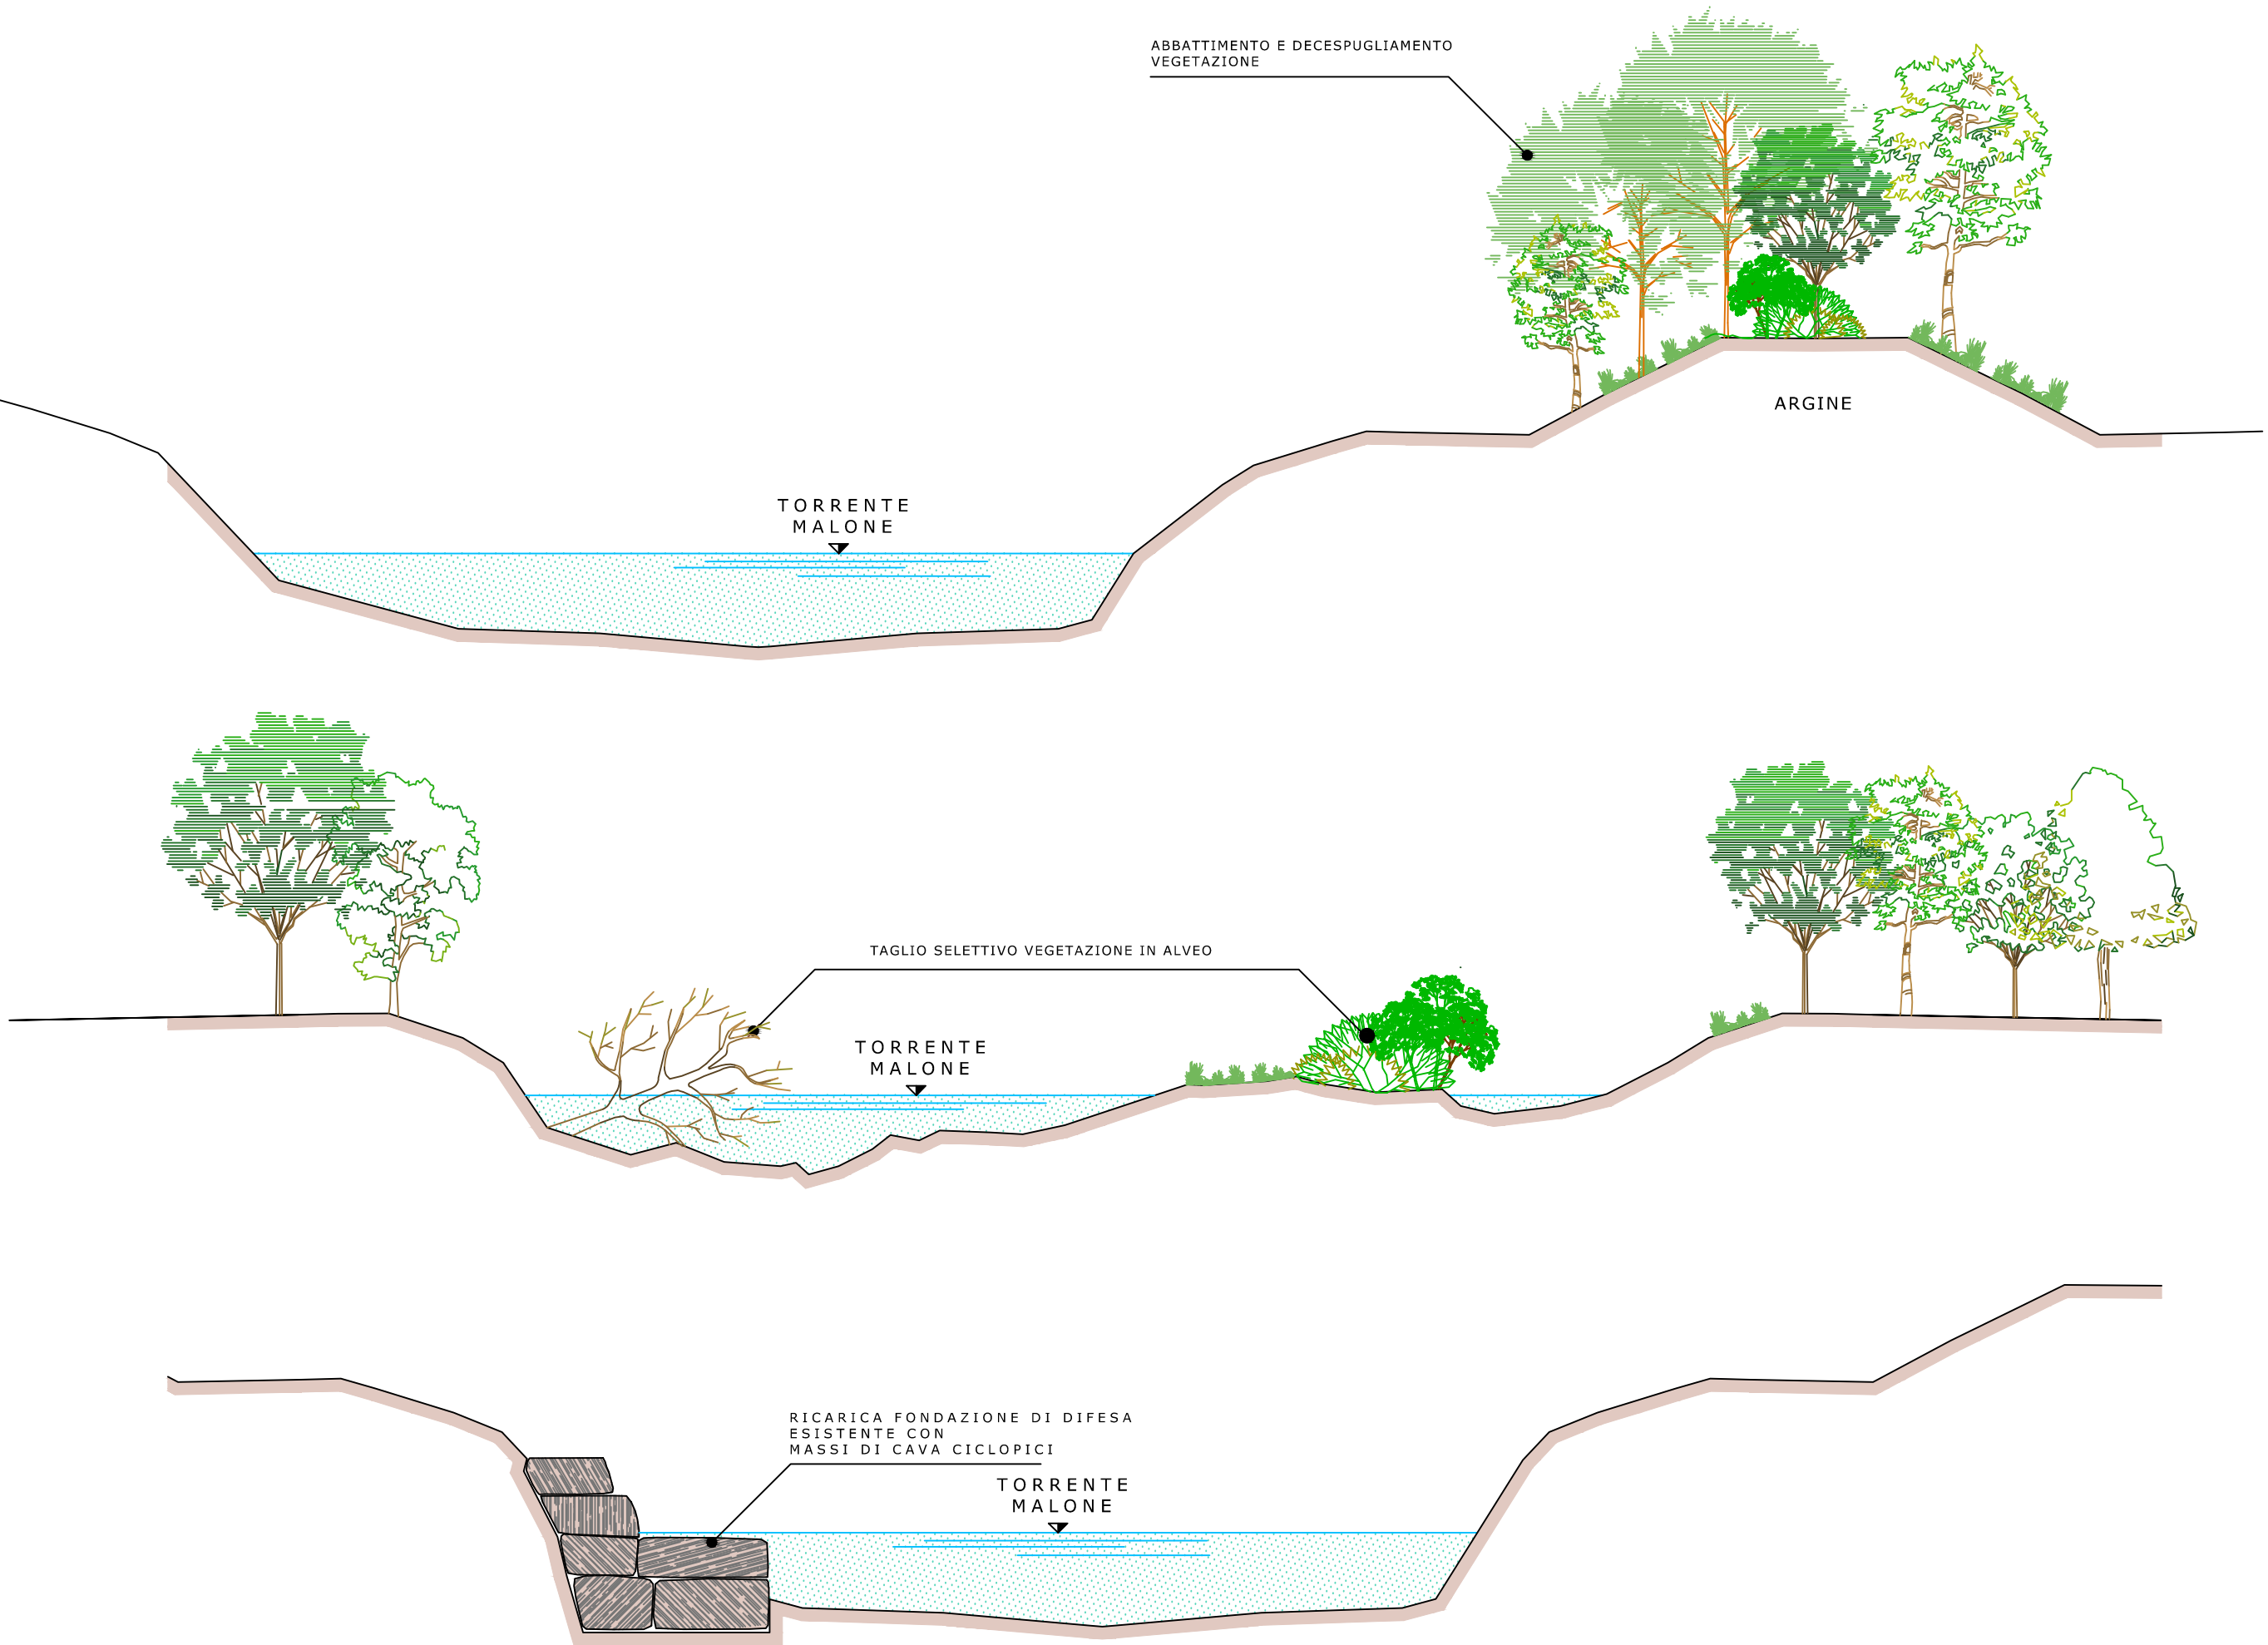 ABBATTIMENTO E DECESPUGLIAMENTO
VEGETAZIONE
ARGINE
TORRENTE
MALONE
TAGLIO SELETTIVO VEGETAZIONE IN ALVEO
TORRENTE
MALONE
RICARICA FONDAZIONE DI DIFESA
ESISTENTE CON
MASSI DI CAVA CICLOPICI
TORRENTE
MALONE